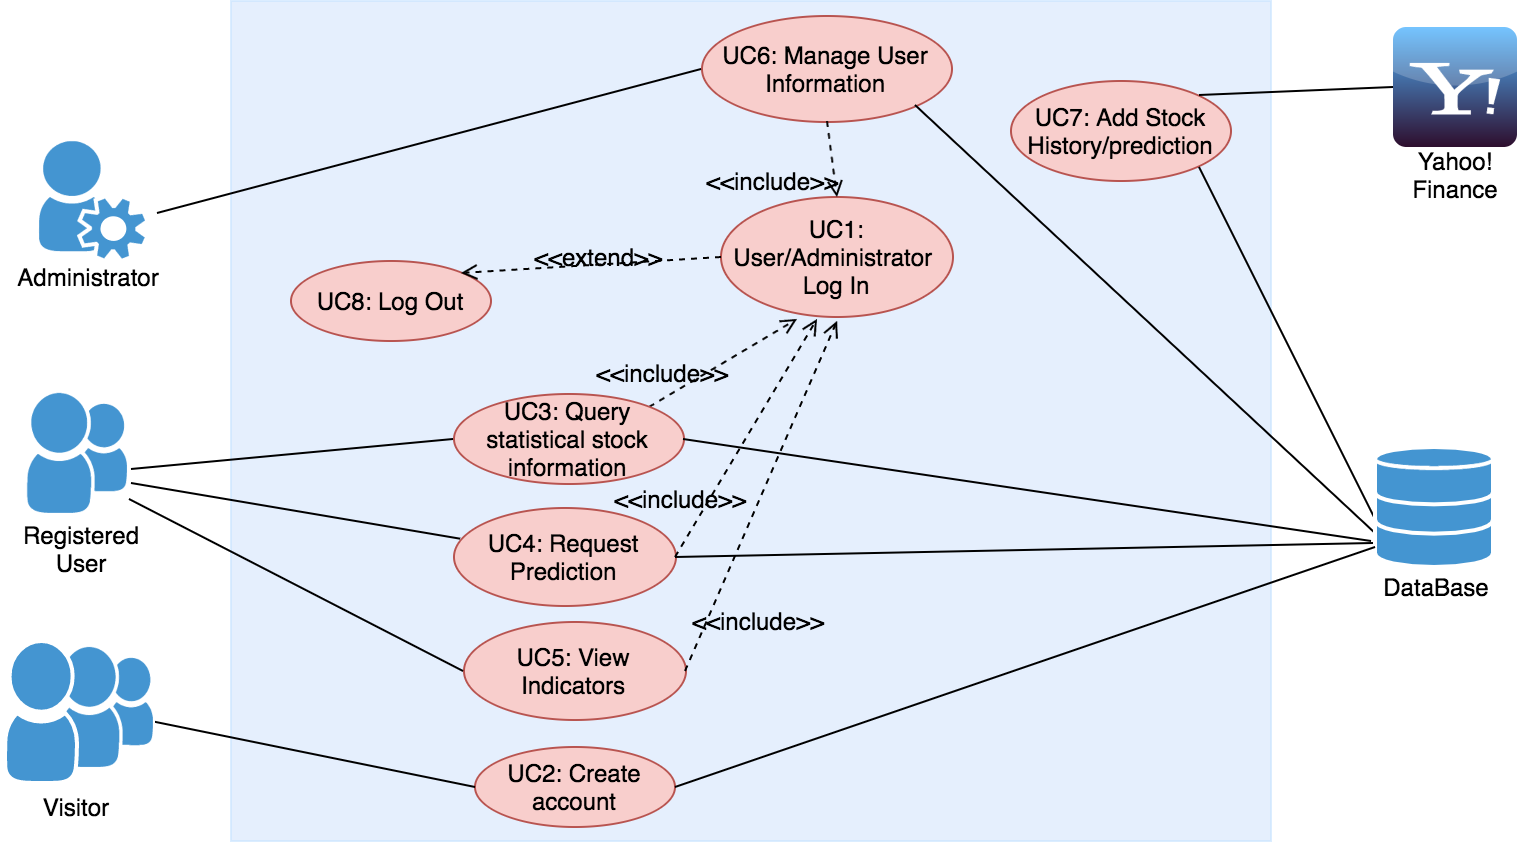 UC6: Manage User
Information
UC7: Add Stock
History/prediction
Y!
Yahoo!
Finance
<<include>>
Administrator
UC1:
User/Administrator
Log In
<<extend>>
UC8: Log Out
<<include>>
UC3: Query
statistical stock
information
<<include>>
Registered
User
UC4: Request
Prediction
DataBase
<<include>>
UC5: View
Indicators
UC2: Create
account
Visitor